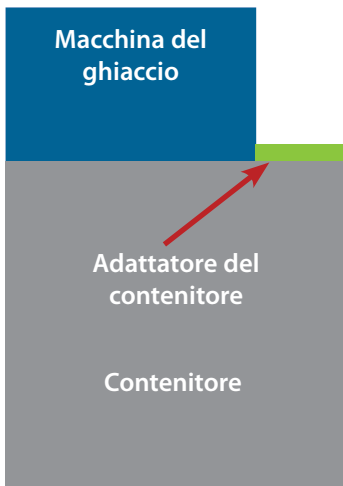 Macchina del
ghiaccio
Adattatore del
contenitore
Contenitore